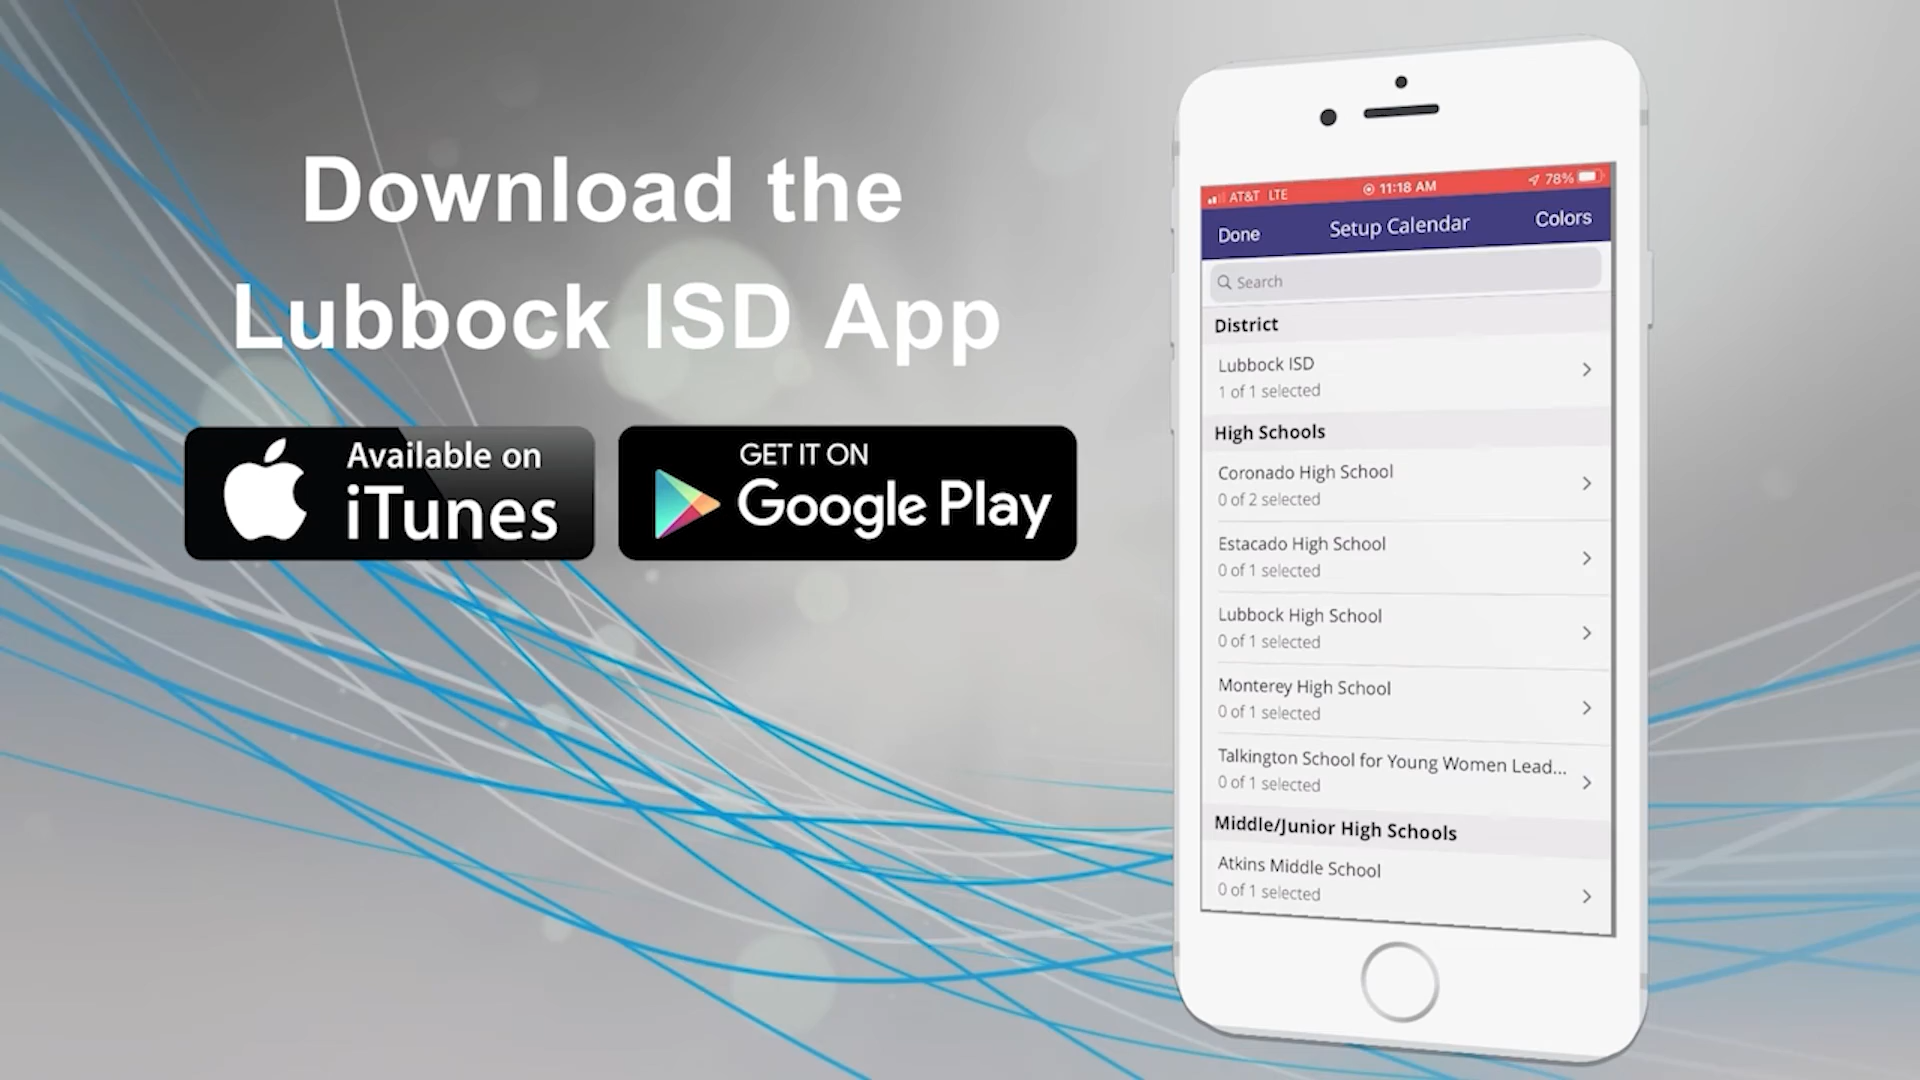 Download the
Lubbock ISD App
Available on
iTunes
GET IT ON
Google Play
AT&T LTE
11:18 AM
78%
Done
Setup Calendar
Colors
Search
District
Lubbock ISD
1 of 1 selected
High Schools
Coronado High School
0 of 2 selected
Estacado High School
0 of 1 selected
Lubbock High School
0 of 1 selected
Monterey High School
0 of 1 selected
Talkington School for Young Women Lead...
0 of 1 selected
Middle/Junior High Schools
Atkins Middle School
0 of 1 selected